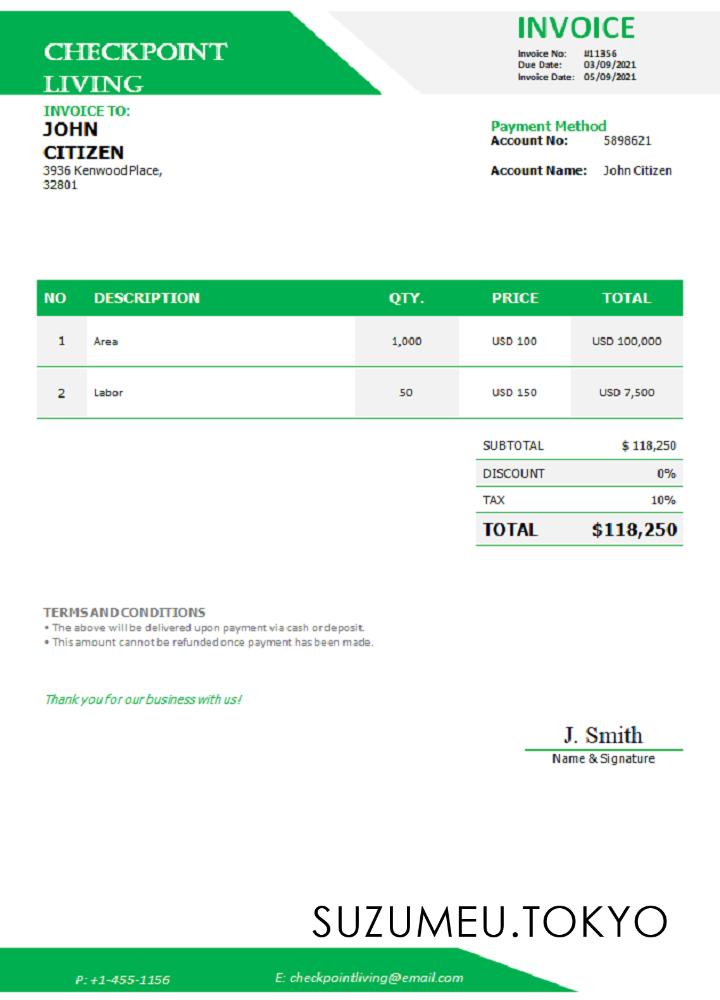 CHECKPOINT
LIVING
INVOICE
Invoice No: #11356
Due Date: 03/09/2021
Invoice Date: 05/09/2021
INVOICE TO:
JOHN
CITIZEN
3936 Kenwood Place,
32801
Payment Method
Account No: 5898621
Account Name: John Citizen
NO DESCRIPTION QTY. PRICE TOTAL
1 Area 1,000 USD 100 USD 100,000
2 Labor 50 USD 150 USD 7,500
SUBTOTAL $ 118,250
DISCOUNT 0%
TAX 10%
TOTAL $118,250
TERMS AND CONDITIONS
• The above will be delivered upon payment via cash or deposit.
• This amount cannot be refunded once payment has been made.
Thank you for our business with us!
J. Smith
Name & Signature
SUZUMEU.TOKYO
P: +1-455-1156 E: checkpointliving@email.com